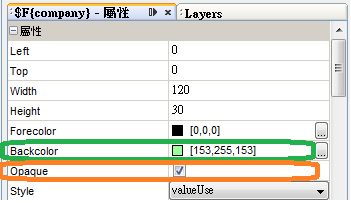 $F{company} - 屬性
Layers
屬性
Left 0
Top 0
Width 120
Height 30
Forecolor [0,0,0] ...
Backcolor [153,255,153] ...
Opaque
Style valueUse